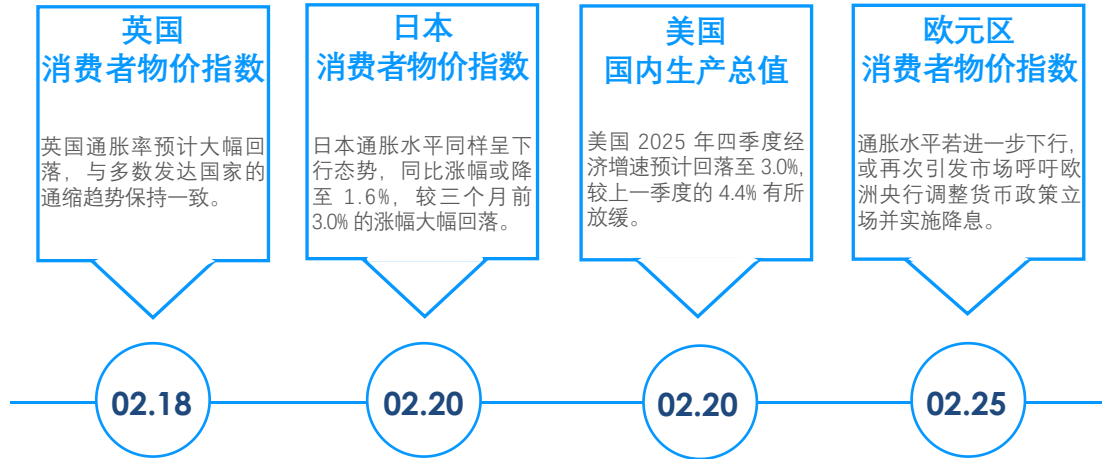 英国
消费者物价指数
英国通胀率预计大幅回
落，与多数发达国家的
通缩趋势保持一致。
02.18
日本
消费者物价指数
日本通胀水平同样呈下
行态势，同比涨幅或降
至 1.6%，较三个月前
3.0% 的涨幅大幅回落。
02.20
美国
国内生产总值
美国 2025 年四季度经
济增速预计回落至 3.0%,
较上一季度的 4.4% 有所
放缓。
02.20
欧元区
消费者物价指数
通胀水平若进一步下行，
或再次引发市场呼吁欧
洲央行调整货币政策立
场并实施降息。
02.25